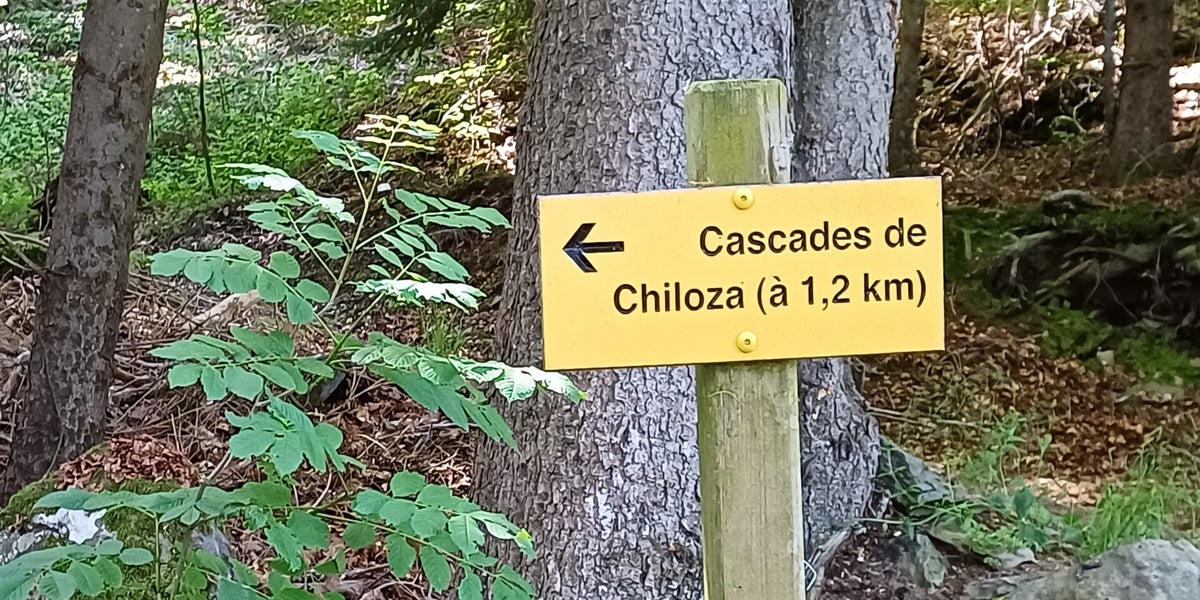 Cascades de
Chiloza (à 1,2 km)